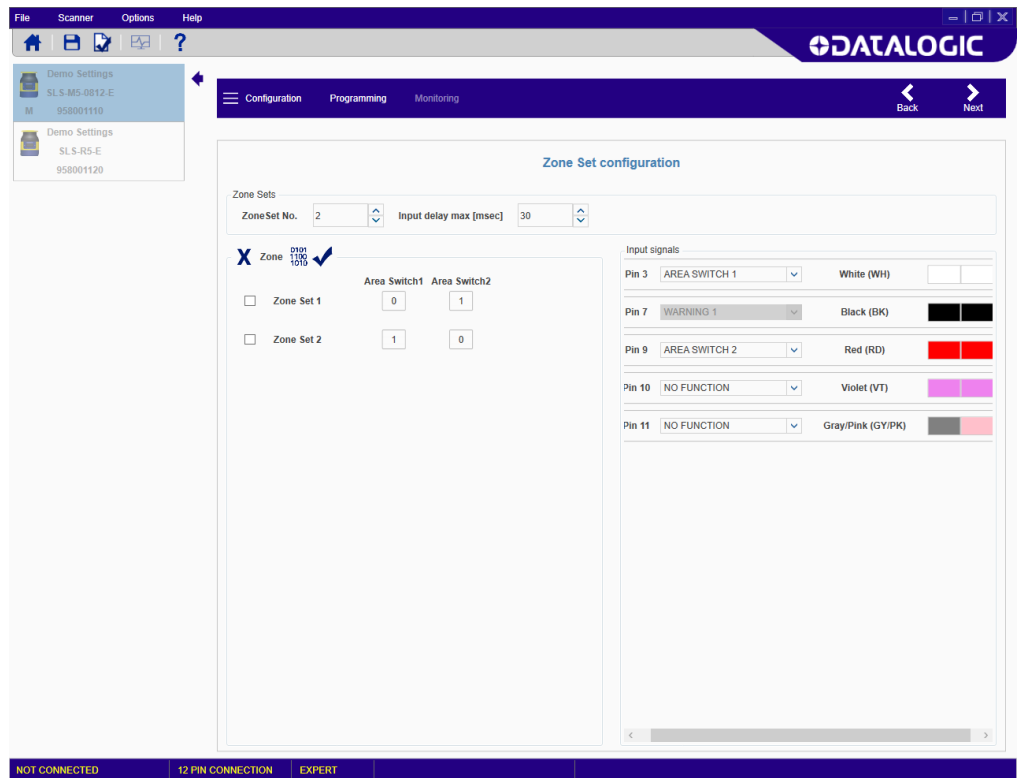 File Scanner Options Help
DATALOGIC
Demo Settings
SLS-M5-0812-E
M 958001110
Demo Settings
SLS-R5-E
958001120
Configuration Programming Monitoring
Back Next
Zone Set configuration
Zone Sets
ZoneSet No. 2 Input delay max [msec] 30
X Zone 0101
1100
1010
Area Switch1 Area Switch2
Zone Set 1 0 1
Zone Set 2 1 0
Input signals
Pin 3 AREA SWITCH 1 White (WH)
Pin 7 WARNING 1 Black (BK)
Pin 9 AREA SWITCH 2 Red (RD)
Pin 10 NO FUNCTION Violet (VT)
Pin 11 NO FUNCTION Gray/Pink (GY/PK)
NOT CONNECTED 12 PIN CONNECTION EXPERT